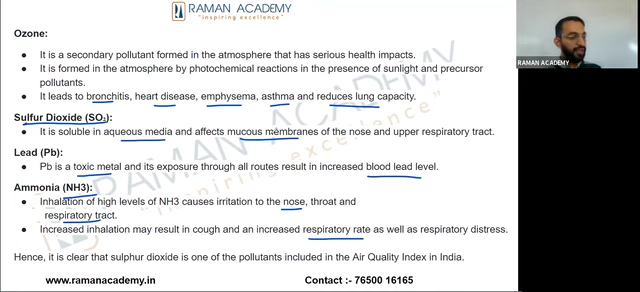 RAMAN ACADEMY
"inspiring excellence"
Ozone:
• It is a secondary pollutant formed in the atmosphere that has serious health impacts.
• It is formed in the atmosphere by photochemical reactions in the presence of sunlight and precursor
pollutants.
• It leads to bronchitis, heart disease, emphysema, asthma and reduces lung capacity.
Sulfur Dioxide (SO₂):
• It is soluble in aqueous media and affects mucous membranes of the nose and upper respiratory tract.
Lead (Pb):
• Pb is a toxic metal and its exposure through all routes result in increased blood lead level.
Ammonia (NH3):
• Inhalation of high levels of NH3 causes irritation to the nose, throat and
respiratory tract.
• Increased inhalation may result in cough and an increased respiratory rate as well as respiratory distress.
Hence, it is clear that sulphur dioxide is one of the pollutants included in the Air Quality Index in India.
www.ramanacademy.in Contact :- 76500 16165
RAMAN ACADEMY
RAMAN ACADEMY
"inspiring excellence"